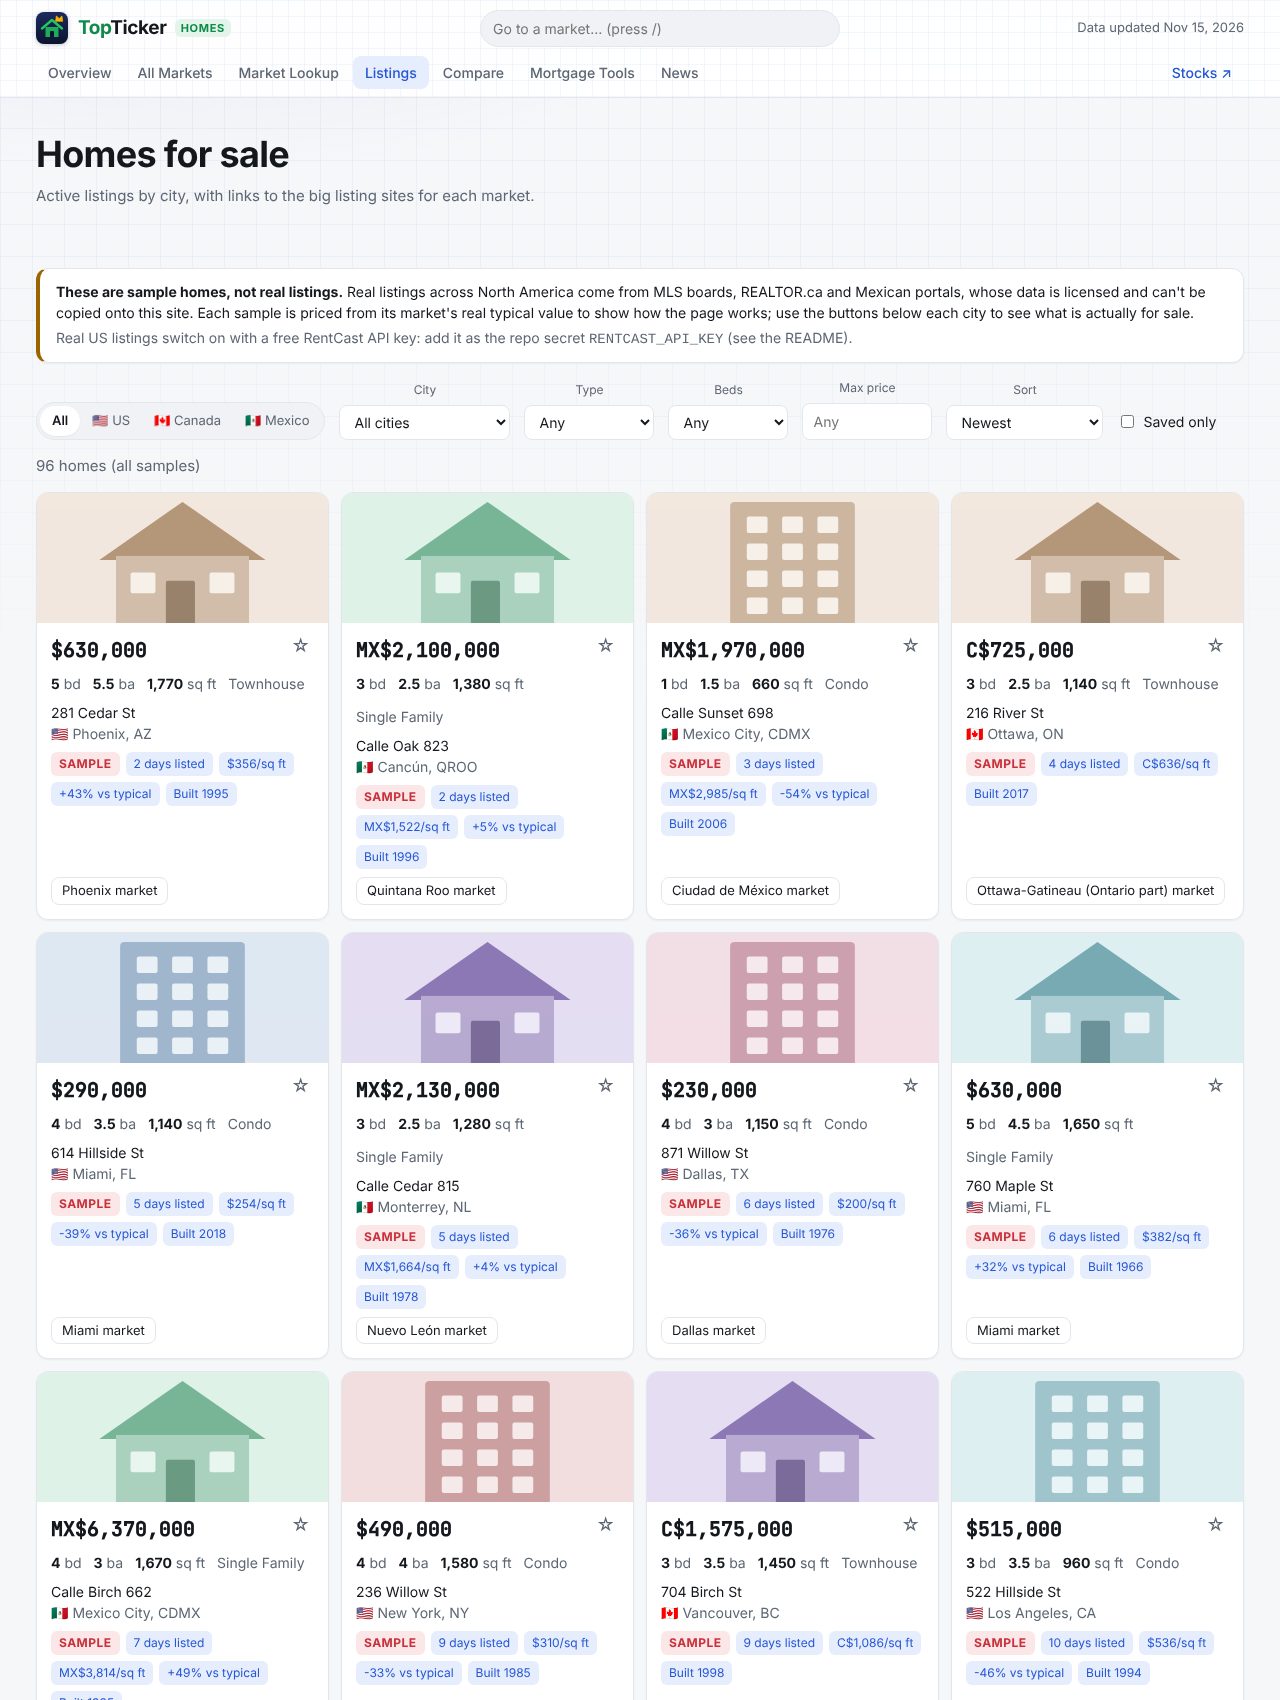 TopTicker HOMES
Go to a market... (press /)
Data updated Nov 15, 2026
Overview All Markets Market Lookup Listings Compare Mortgage Tools News Stocks ↗
Homes for sale
Active listings by city, with links to the big listing sites for each market.
These are sample homes, not real listings. Real listings across North America come from MLS boards, REALTOR.ca and Mexican portals, whose data is licensed and can't be
copied onto this site. Each sample is priced from its market's real typical value to show how the page works; use the buttons below each city to see what is actually for sale.
Real US listings switch on with a free RentCast API key: add it as the repo secret RENTCAST_API_KEY (see the README).
All US Canada Mexico
City
All cities
Type
Any
Beds
Any
Max price
Any
Sort
Newest
Saved only
96 homes (all samples)
$630,000
5 bd 5.5 ba 1,770 sq ft Townhouse
281 Cedar St
Phoenix, AZ
SAMPLE 2 days listed $356/sq ft
+43% vs typical Built 1995
Phoenix market
MX$2,100,000
3 bd 2.5 ba 1,380 sq ft
Single Family
Calle Oak 823
Cancún, QROO
SAMPLE 2 days listed
MX$1,522/sq ft +5% vs typical
Built 1996
Quintana Roo market
MX$1,970,000
1 bd 1.5 ba 660 sq ft Condo
Calle Sunset 698
Mexico City, CDMX
SAMPLE 3 days listed
MX$2,985/sq ft -54% vs typical
Built 2006
Ciudad de México market
C$725,000
3 bd 2.5 ba 1,140 sq ft Townhouse
216 River St
Ottawa, ON
SAMPLE 4 days listed C$636/sq ft
Built 2017
Ottawa-Gatineau (Ontario part) market
$290,000
4 bd 3.5 ba 1,140 sq ft Condo
614 Hillside St
Miami, FL
SAMPLE 5 days listed $254/sq ft
-39% vs typical Built 2018
Miami market
MX$2,130,000
3 bd 2.5 ba 1,280 sq ft
Single Family
Calle Cedar 815
Monterrey, NL
SAMPLE 5 days listed
MX$1,664/sq ft +4% vs typical
Built 1978
Nuevo León market
$230,000
4 bd 3 ba 1,150 sq ft Condo
871 Willow St
Dallas, TX
SAMPLE 6 days listed $200/sq ft
-36% vs typical Built 1976
Dallas market
$630,000
5 bd 4.5 ba 1,650 sq ft
Single Family
760 Maple St
Miami, FL
SAMPLE 6 days listed $382/sq ft
+32% vs typical Built 1966
Miami market
MX$6,370,000
4 bd 3 ba 1,670 sq ft Single Family
Calle Birch 662
Mexico City, CDMX
SAMPLE 7 days listed
MX$3,814/sq ft +49% vs typical
$490,000
4 bd 4 ba 1,580 sq ft Condo
236 Willow St
New York, NY
SAMPLE 9 days listed $310/sq ft
-33% vs typical Built 1985
C$1,575,000
3 bd 3.5 ba 1,450 sq ft Townhouse
704 Birch St
Vancouver, BC
SAMPLE 9 days listed C$1,086/sq ft
Built 1998
$515,000
3 bd 3.5 ba 960 sq ft Condo
522 Hillside St
Los Angeles, CA
SAMPLE 10 days listed $536/sq ft
-46% vs typical Built 1994